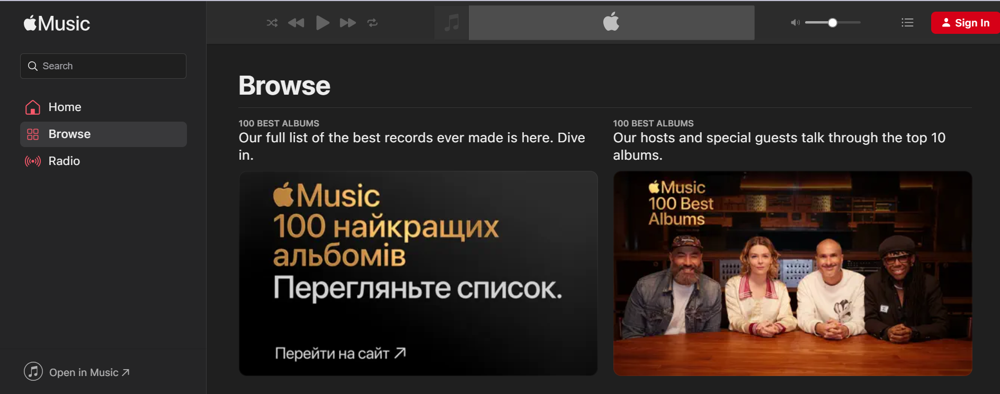 Music
Search
Home
Browse
Radio
Open in Music
Sign In
Browse
100 BEST ALBUMS
Our full list of the best records ever made is here. Dive
in.
Music
100 найкращих
альбомів
Перегляньте список.
Перейти на сайт
100 BEST ALBUMS
Our hosts and special guests talk through the top 10
albums.
Music
100 Best
Albums